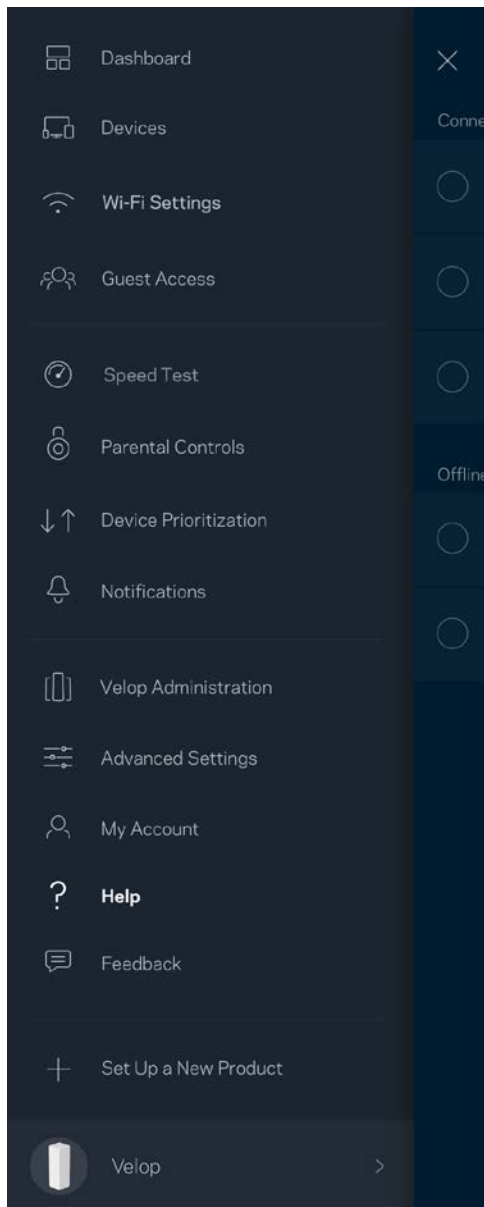 Dashboard
Devices
Conne
Wi-Fi Settings
Guest Access
Speed Test
Parental Controls
Offline
Device Prioritization
Notifications
Velop Administration
Advanced Settings
My Account
Help
Feedback
Set Up a New Product
Velop